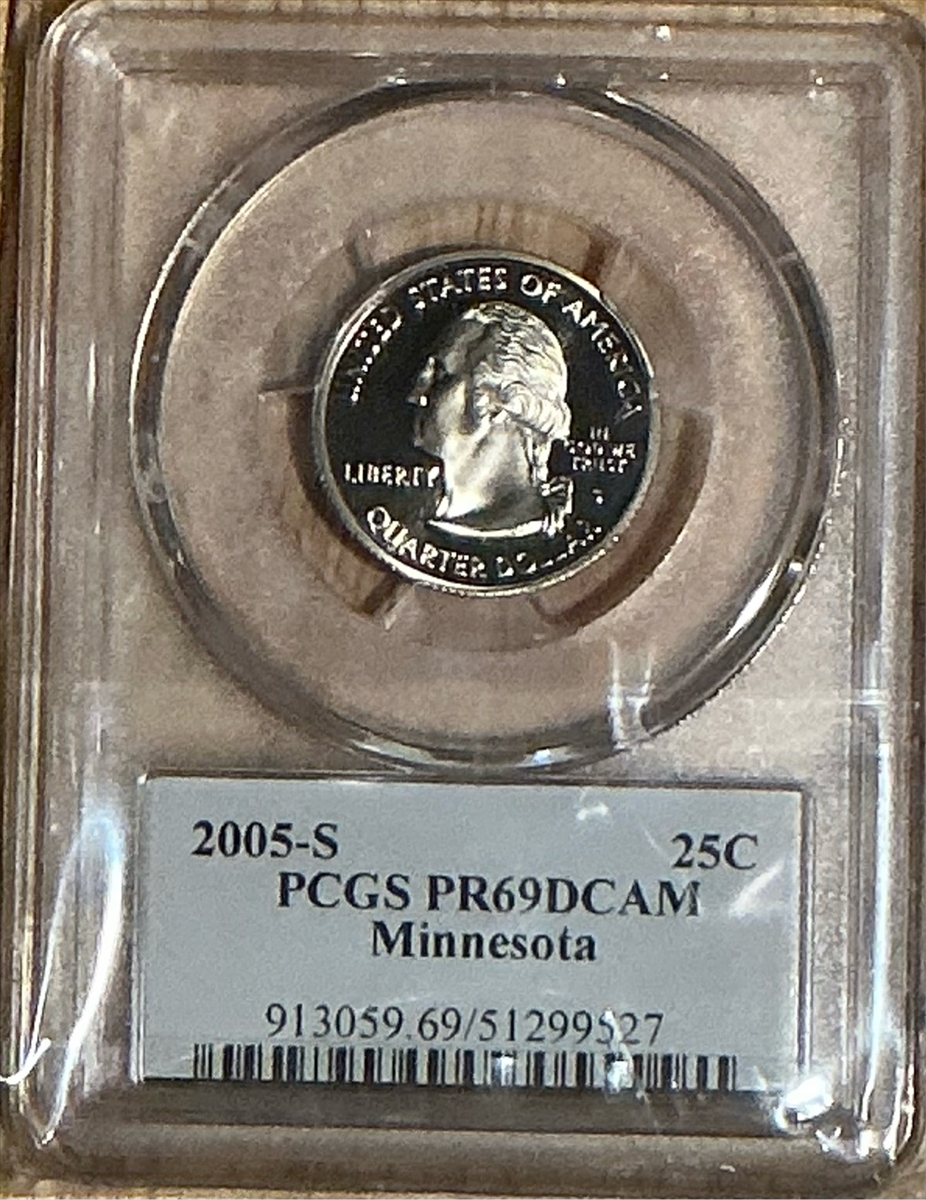 UNITED STATES OF AMERICA
LIBERTY
IN
GOD WE
TRUST
QUARTER DOLLAR
2005-S
25C
PCGS PR69DCAM
Minnesota
913059.69/51299527